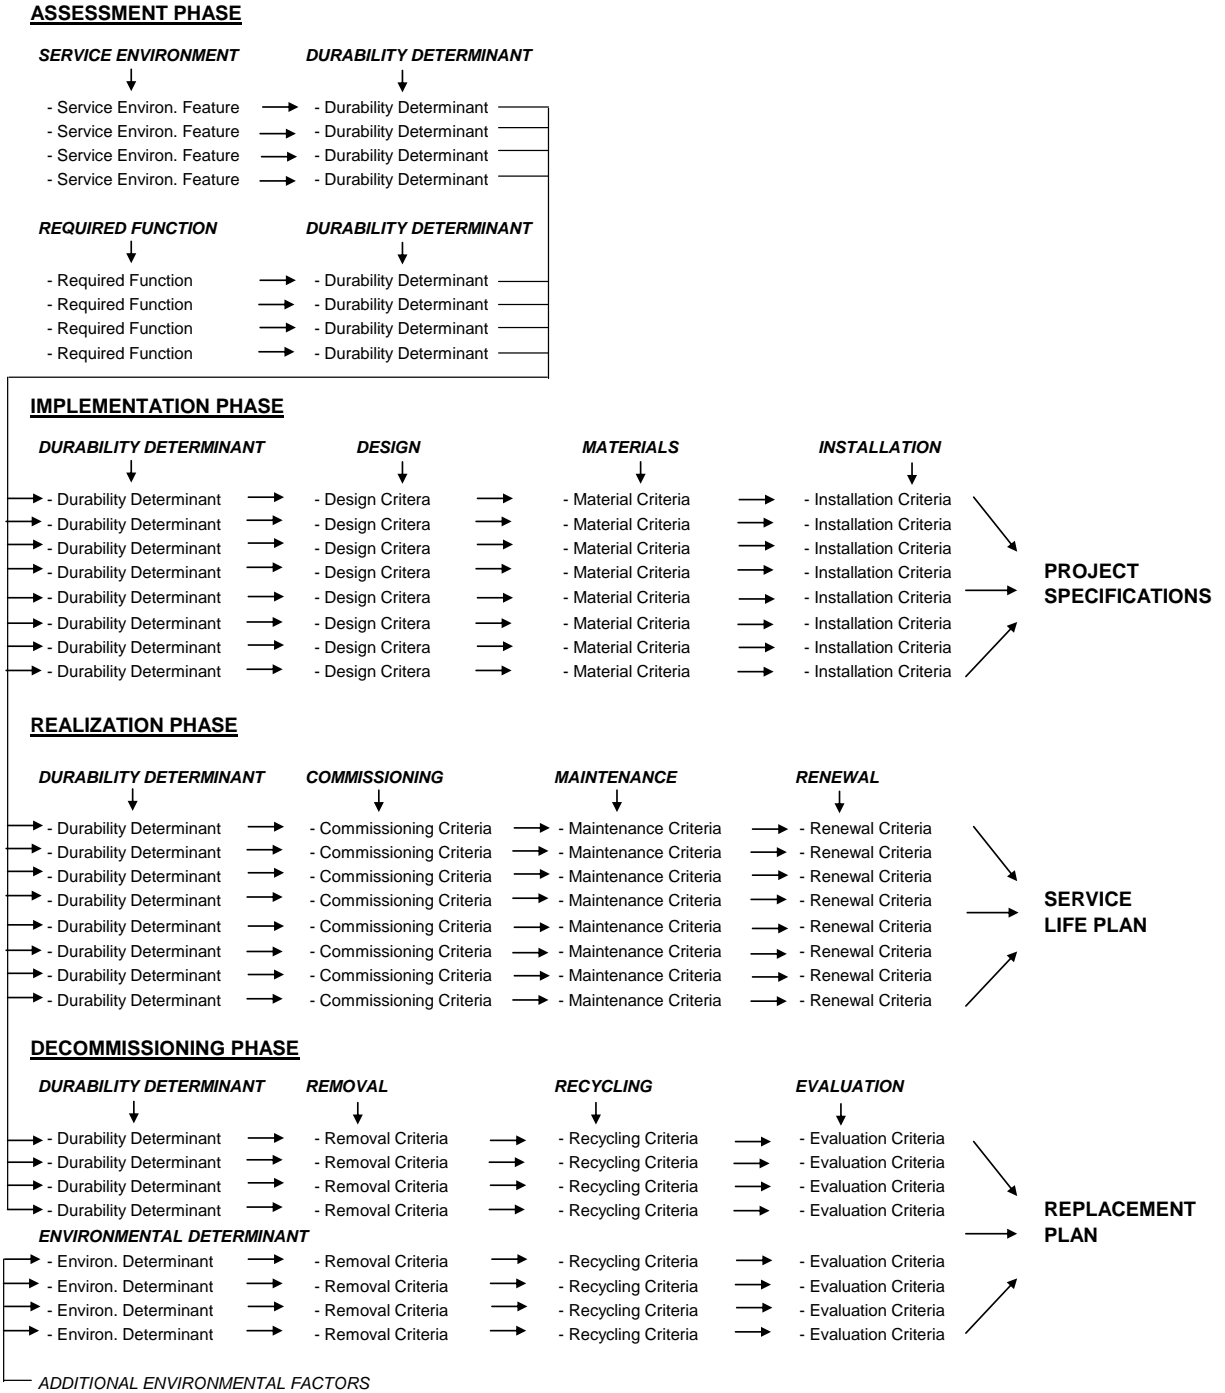 ASSESSMENT PHASE
SERVICE ENVIRONMENT DURABILITY DETERMINANT
- Service Environ. Feature - Durability Determinant
- Service Environ. Feature - Durability Determinant
- Service Environ. Feature - Durability Determinant
- Service Environ. Feature - Durability Determinant
REQUIRED FUNCTION DURABILITY DETERMINANT
- Required Function - Durability Determinant
- Required Function - Durability Determinant
- Required Function - Durability Determinant
- Required Function - Durability Determinant
IMPLEMENTATION PHASE
DURABILITY DETERMINANT DESIGN MATERIALS INSTALLATION
- Durability Determinant - Design Critera - Material Criteria - Installation Criteria
- Durability Determinant - Design Critera - Material Criteria - Installation Criteria
- Durability Determinant - Design Critera - Material Criteria - Installation Criteria
- Durability Determinant - Design Critera - Material Criteria - Installation Criteria
- Durability Determinant - Design Critera - Material Criteria - Installation Criteria
- Durability Determinant - Design Critera - Material Criteria - Installation Criteria
- Durability Determinant - Design Critera - Material Criteria - Installation Criteria
- Durability Determinant - Design Critera - Material Criteria - Installation Criteria
PROJECT
SPECIFICATIONS
REALIZATION PHASE
DURABILITY DETERMINANT COMMISSIONING MAINTENANCE RENEWAL
- Durability Determinant - Commissioning Criteria - Maintenance Criteria - Renewal Criteria
- Durability Determinant - Commissioning Criteria - Maintenance Criteria - Renewal Criteria
- Durability Determinant - Commissioning Criteria - Maintenance Criteria - Renewal Criteria
- Durability Determinant - Commissioning Criteria - Maintenance Criteria - Renewal Criteria
- Durability Determinant - Commissioning Criteria - Maintenance Criteria - Renewal Criteria
- Durability Determinant - Commissioning Criteria - Maintenance Criteria - Renewal Criteria
- Durability Determinant - Commissioning Criteria - Maintenance Criteria - Renewal Criteria
- Durability Determinant - Commissioning Criteria - Maintenance Criteria - Renewal Criteria
SERVICE
LIFE PLAN
DECOMMISSIONING PHASE
DURABILITY DETERMINANT REMOVAL RECYCLING EVALUATION
- Durability Determinant - Removal Criteria - Recycling Criteria - Evaluation Criteria
- Durability Determinant - Removal Criteria - Recycling Criteria - Evaluation Criteria
- Durability Determinant - Removal Criteria - Recycling Criteria - Evaluation Criteria
- Durability Determinant - Removal Criteria - Recycling Criteria - Evaluation Criteria
ENVIRONMENTAL DETERMINANT
- Environ. Determinant - Removal Criteria - Recycling Criteria - Evaluation Criteria
- Environ. Determinant - Removal Criteria - Recycling Criteria - Evaluation Criteria
- Environ. Determinant - Removal Criteria - Recycling Criteria - Evaluation Criteria
- Environ. Determinant - Removal Criteria - Recycling Criteria - Evaluation Criteria
REPLACEMENT
PLAN
ADDITIONAL ENVIRONMENTAL FACTORS